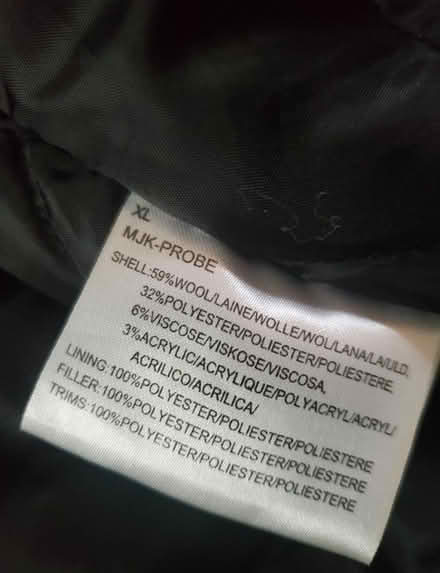 XL
MJK-PROBE
SHELL:59%WOOL/LAINE/WOLLE/WOL/LANA/LA/ULD,
32%POLYESTER/POLIESTER/POLIESTERE
6%VISCOSE/VISKOSE/VISCOSA,
3%ACRYLIC/ACRYLIQUE/POLYACRYL/ACRYL/
ACRILICO/ACRILICA/
LINING:100%POLYESTER/POLIESTER/POLIESTERE
FILLER:100%POLYESTER/POLIESTER/POLIESTERE
TRIMS:100%POLYESTER/POLIESTER/POLIESTERE